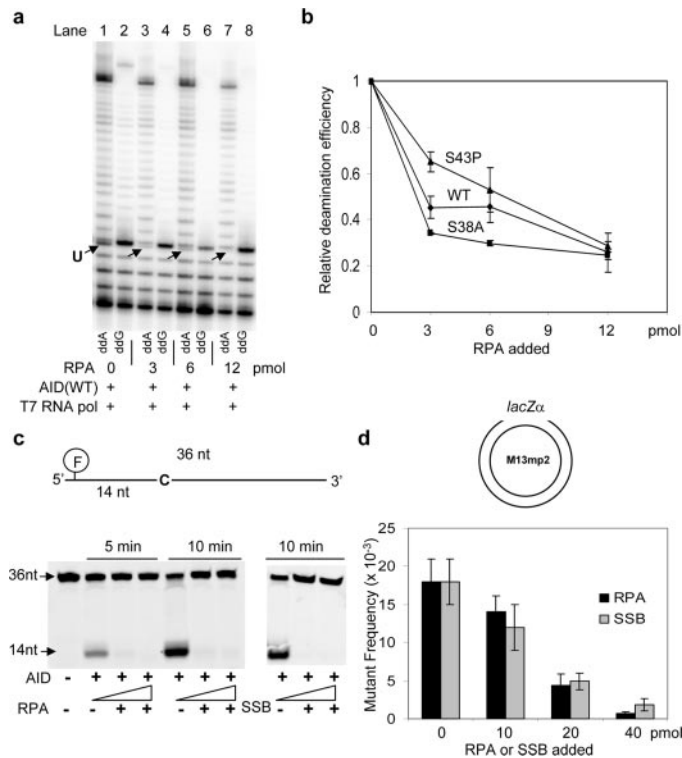 a
Lane 1 2 3 4 5 6 7 8
U
ddA ddG ddA ddG ddA ddG ddA ddG
RPA 0 3 6 12 pmol
AID(WT) + + + +
T7 RNA pol + + + +
b
Relative deamination efficiency
1
0.8
0.6
0.4
0.2
0
S43P
WT
S38A
0 3 6 9 12 pmol
RPA added
c
F
36 nt
5' C 3'
14 nt
5 min 10 min 10 min
36nt
14nt
AID - + + + + + + + + +
RPA - - + + - + + SSB - + +
d
lacZα
M13mp2
Mutant Frequency (x 10-3)
25
20
15
10
5
0
RPA
SSB
0 10 20 40 pmol
RPA or SSB added